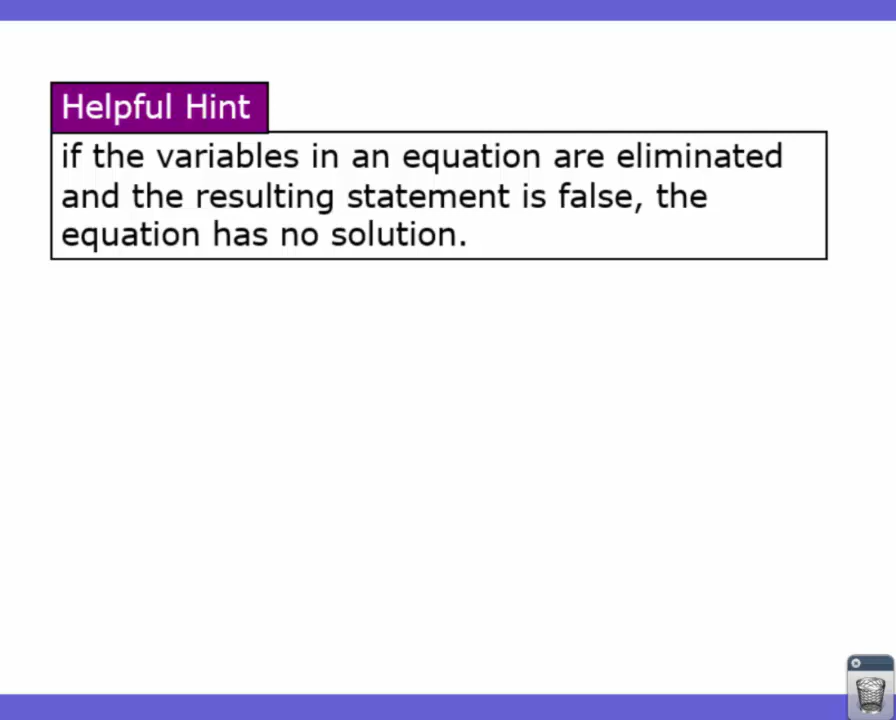 Helpful Hint
if the variables in an equation are eliminated
and the resulting statement is false, the
equation has no solution.